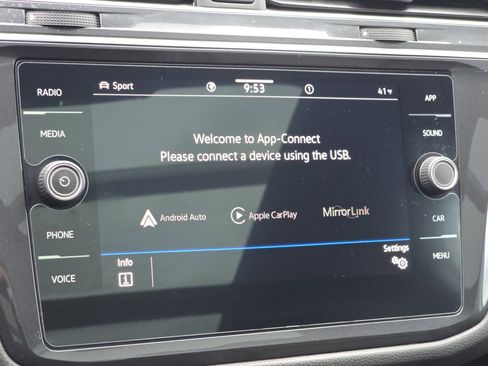 RADIO
Sport
9:53
41°F
APP
MEDIA
SOUND
Welcome to App-Connect
Please connect a device using the USB.
Android Auto
Apple CarPlay
MirrorLink
PHONE
CAR
Info
Settings
VOICE
MENU